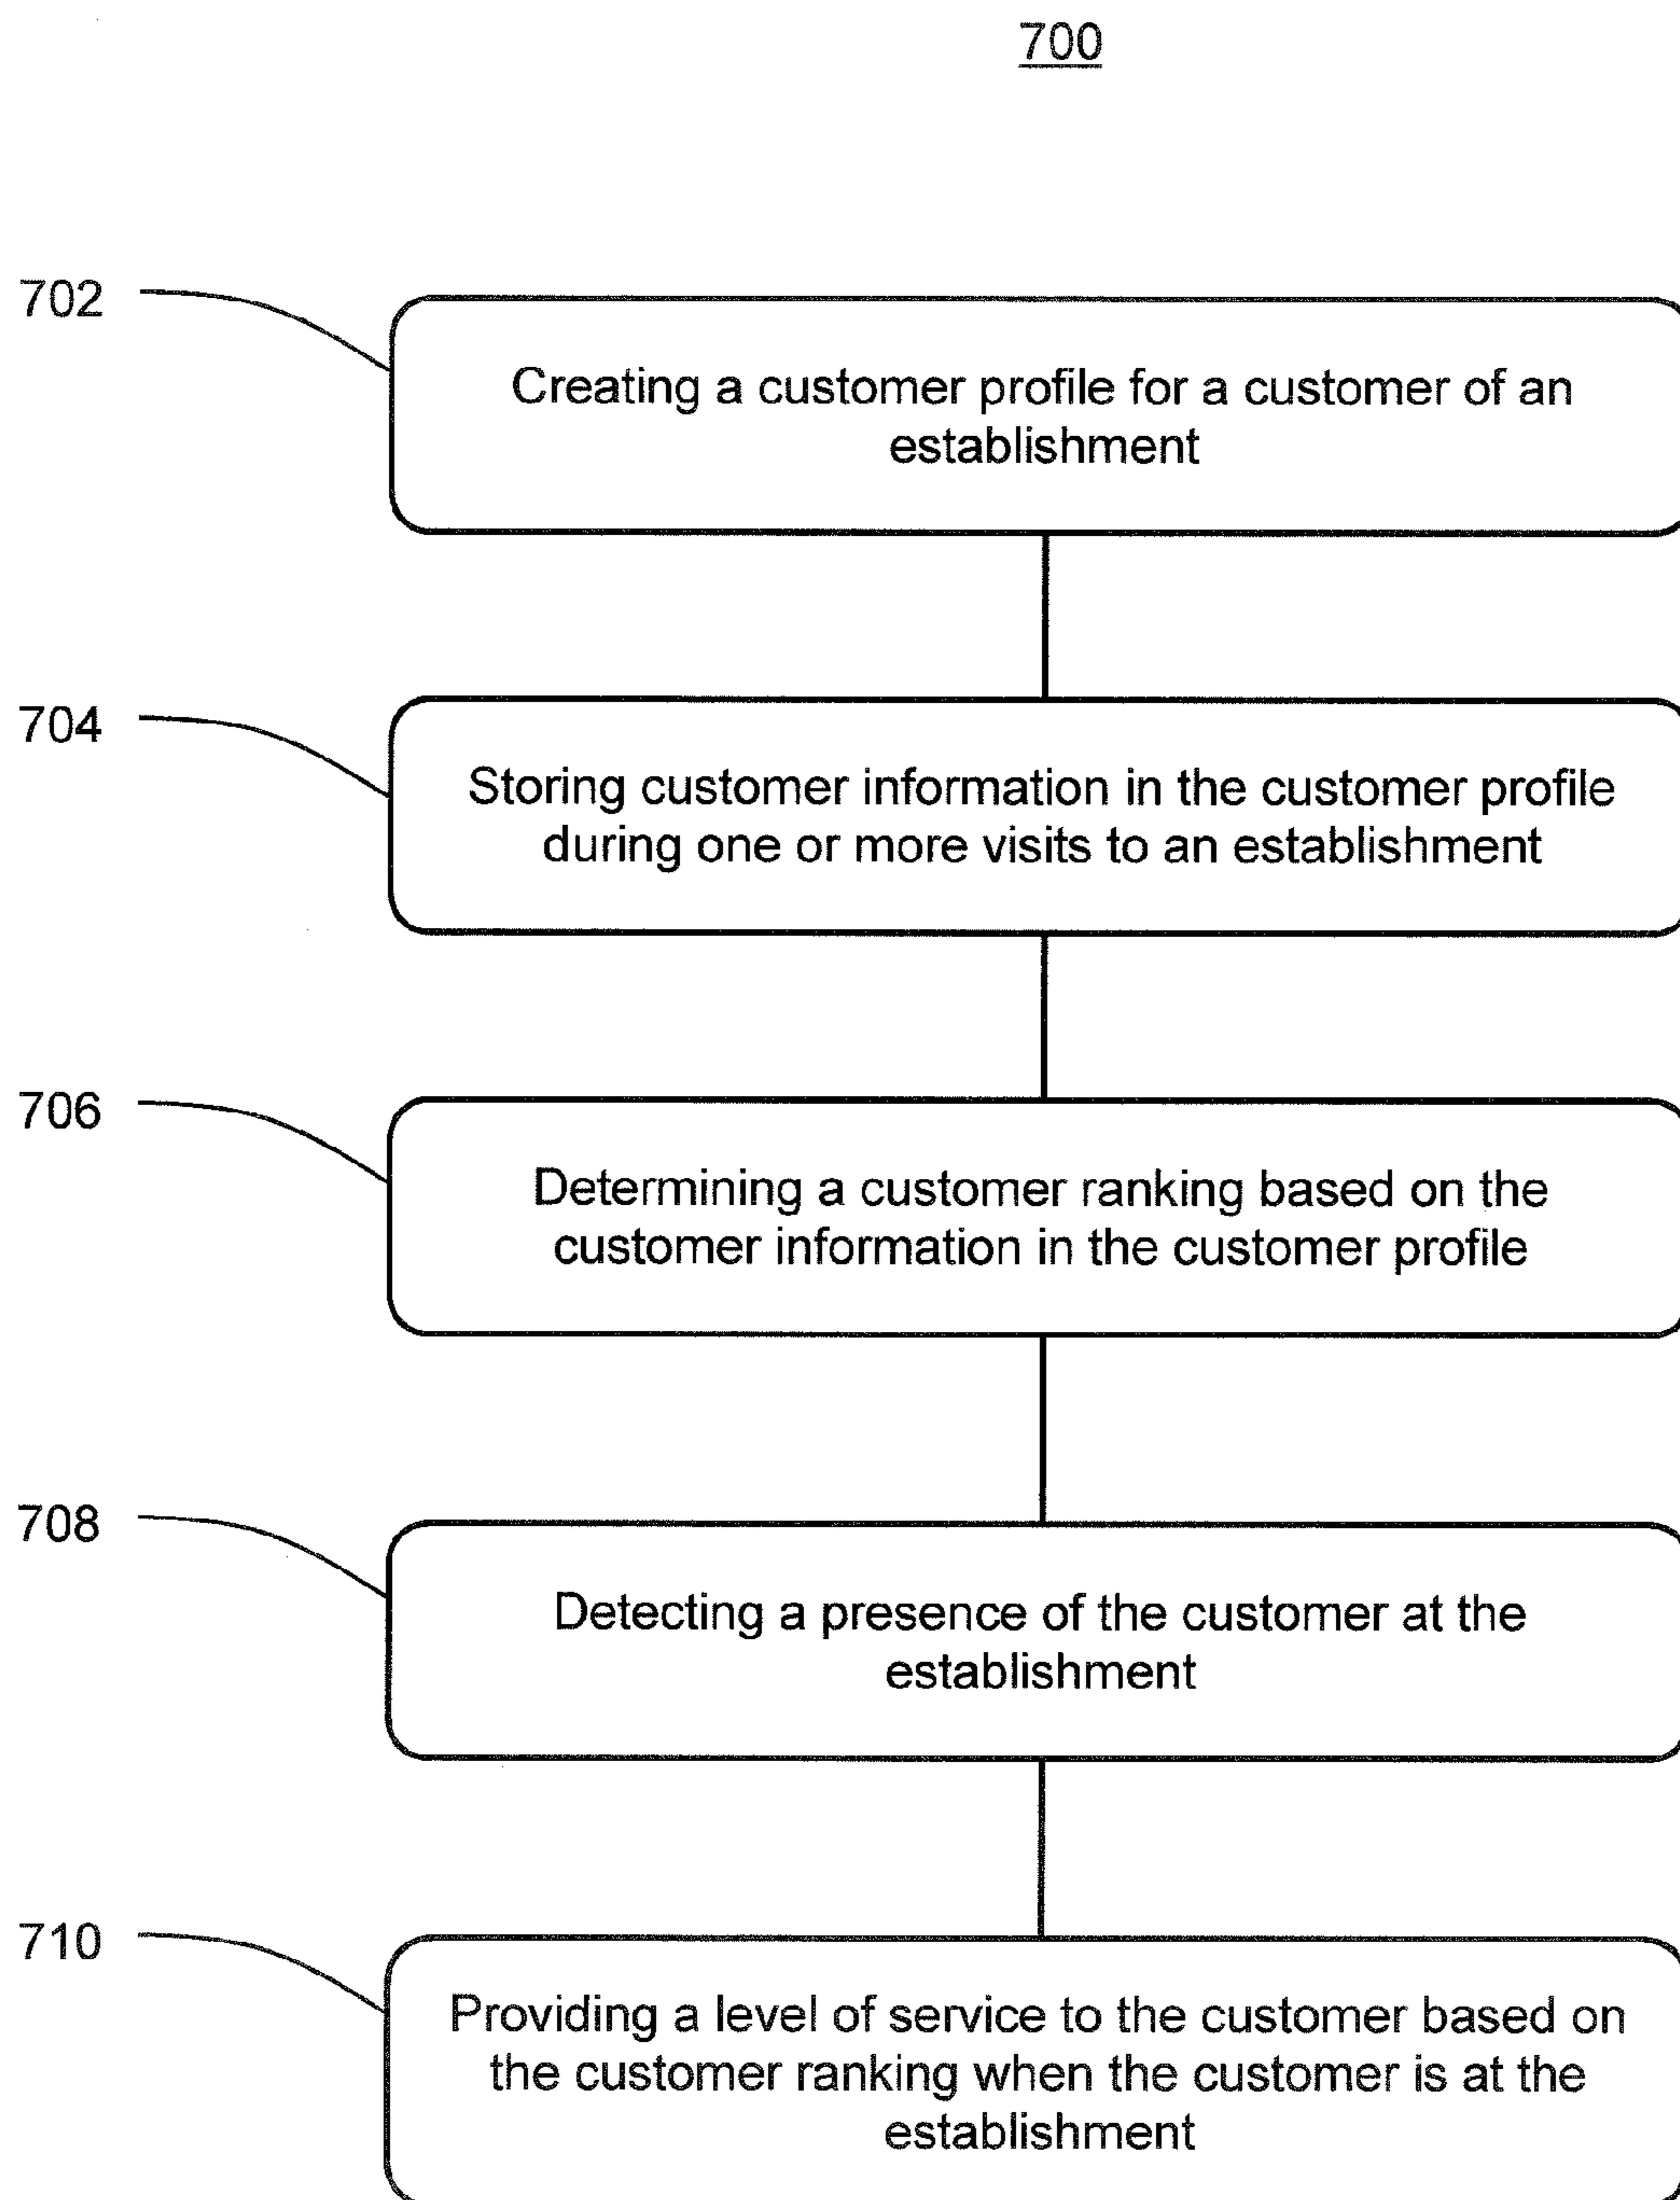 700
702
Creating a customer profile for a customer of an
establishment
704
Storing customer information in the customer profile
during one or more visits to an establishment
706
Determining a customer ranking based on the
customer information in the customer profile
708
Detecting a presence of the customer at the
establishment
710
Providing a level of service to the customer based on
the customer ranking when the customer is at the
establishment